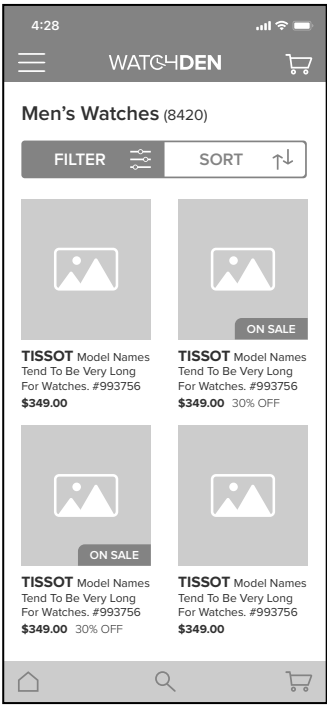 4:28
WATCHDEN
Men's Watches (8420)
FILTER
SORT
ON SALE
TISSOT Model Names
Tend To Be Very Long
For Watches. #993756
$349.00
TISSOT Model Names
Tend To Be Very Long
For Watches. #993756
$349.00 30% OFF
ON SALE
TISSOT Model Names
Tend To Be Very Long
For Watches. #993756
$349.00 30% OFF
TISSOT Model Names
Tend To Be Very Long
For Watches. #993756
$349.00